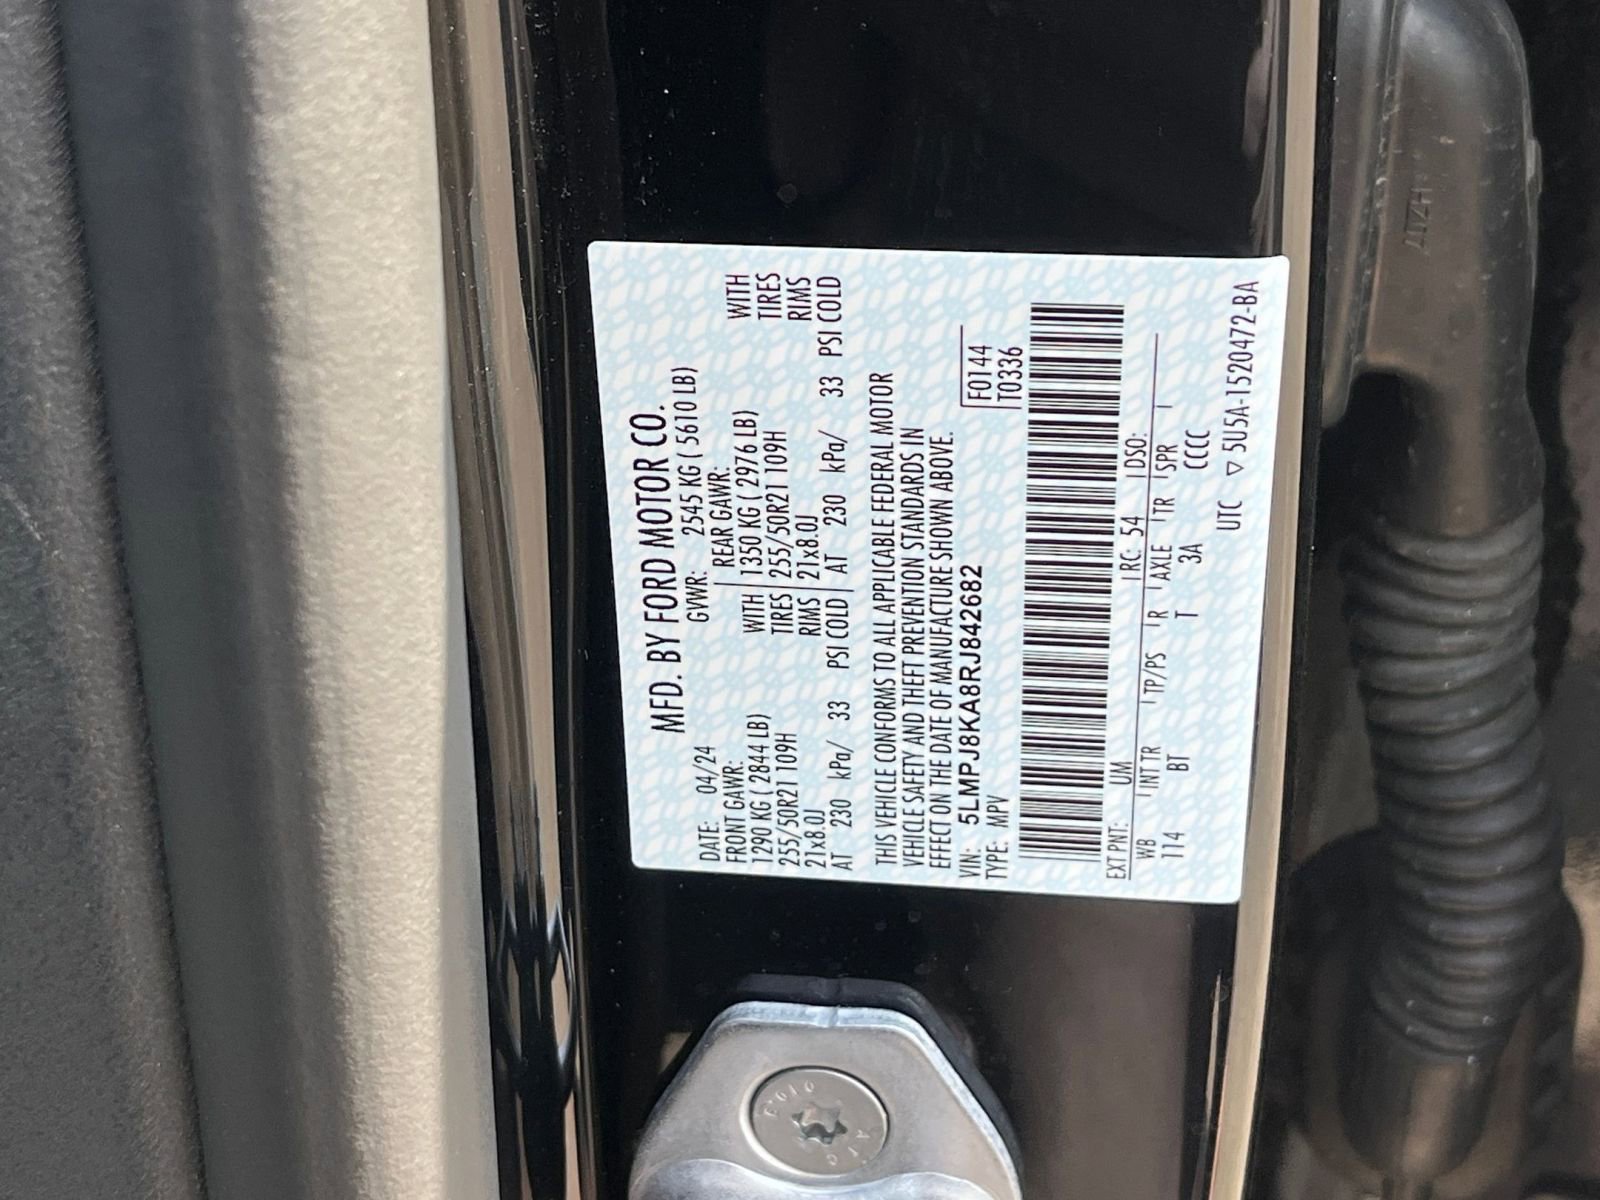 MFD. BY FORD MOTOR CO.
DATE: 04/24 GVWR: 2545 KG ( 5610 LB)
FRONT GAWR: REAR GAWR:
1290 KG ( 2844 LB) WITH 1350 KG ( 2976 LB) WITH
255/50R21 109H TIRES 255/50R21 109H TIRES
21x8.0J RIMS 21x8.0J RIMS
AT 230 kPa/ 33 PSI COLD AT 230 kPa/ 33 PSI COLD
THIS VEHICLE CONFORMS TO ALL APPLICABLE FEDERAL MOTOR
VEHICLE SAFETY AND THEFT PREVENTION STANDARDS IN
EFFECT ON THE DATE OF MANUFACTURE SHOWN ABOVE.
VIN: 5LMPJ8KA8RJ842682 F0144
TYPE: MPV T0336
EXT PNT: UM RC: 54 DSO:
WB INT TR TP/PS R AXLE TR SPR
114 BT T 3A CCCC
UTC ▽ 5U5A-1520472-BA